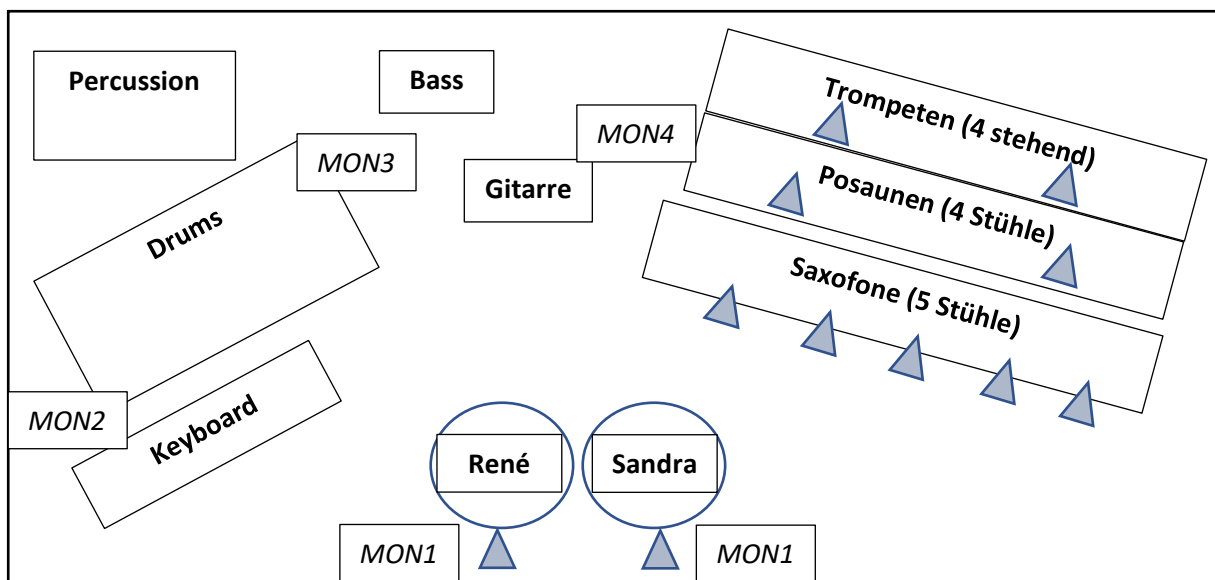 Percussion
Bass
Trompeten (4 stehend)
MON4
MON3
Gitarre
Posaunen (4 Stühle)
Drums
Saxofone (5 Stühle)
MON2
Keyboard
René
Sandra
MON1
MON1